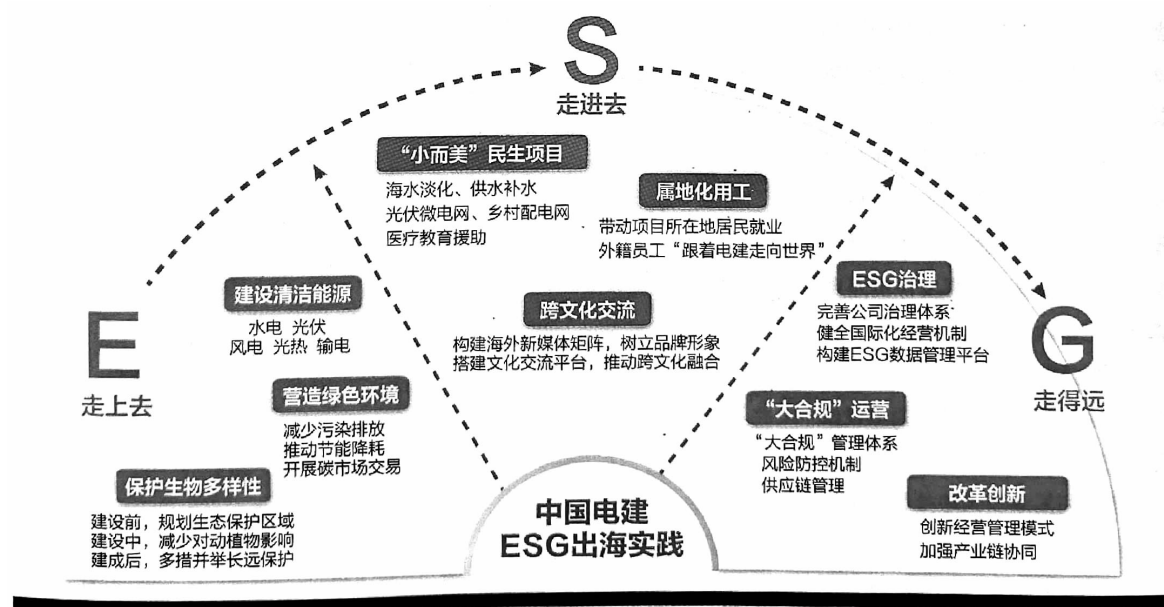 S
走进去
“小而美”民生项目
海水淡化、供水补水
光伏微电网、乡村配电网
医疗教育援助
属地化用工
带动项目所在地居民就业
外籍员工“跟着电建走向世界”
跨文化交流
构建海外新媒体矩阵，树立品牌形象
搭建文化交流平台，推动跨文化融合
E
走上去
建设清洁能源
水电 光伏
风电 光热 输电
营造绿色环境
减少污染排放
推动节能降耗
开展碳市场交易
保护生物多样性
建设前，规划生态保护区域
建设中，减少对动植物影响
建成后，多措并举长远保护
G
走得远
ESG治理
完善公司治理体系
健全国际化经营机制
构建ESG数据管理平台
“大合规”运营
“大合规”管理体系
风险防控机制
供应链管理
改革创新
创新经营管理模式
加强产业链协同
中国电建
ESG出海实践